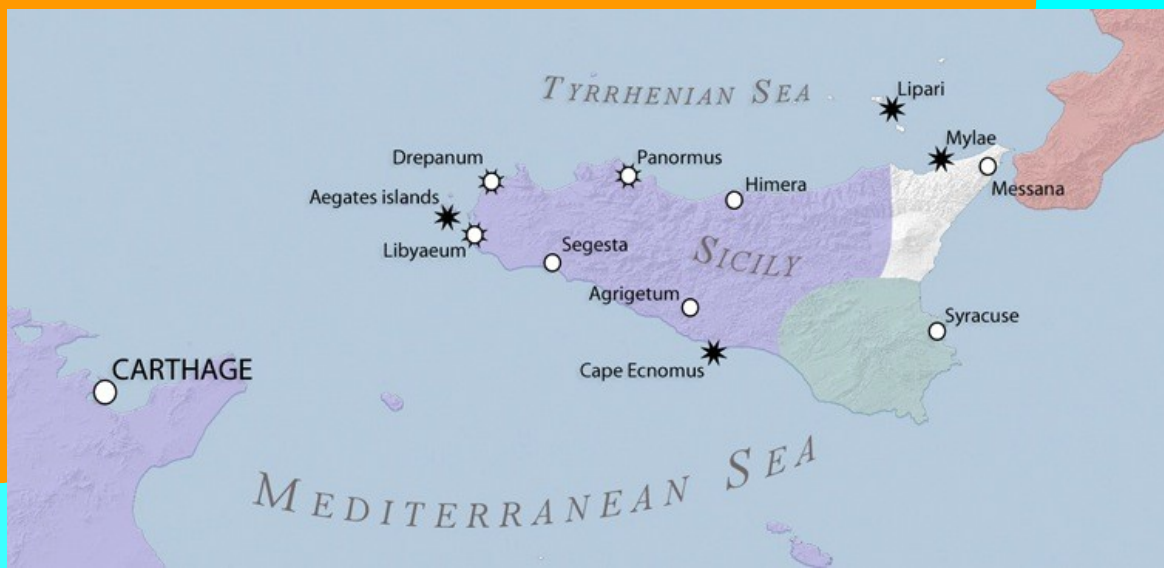 TYRRHENIAN SEA
Lipari
Mylae
Drepanum
Panormus
Messana
Aegates islands
Himera
Libyaeum
Segesta
SICILY
Agrigetum
Syracuse
CARTHAGE
Cape Ecnomus
MEDITERRANEAN SEA